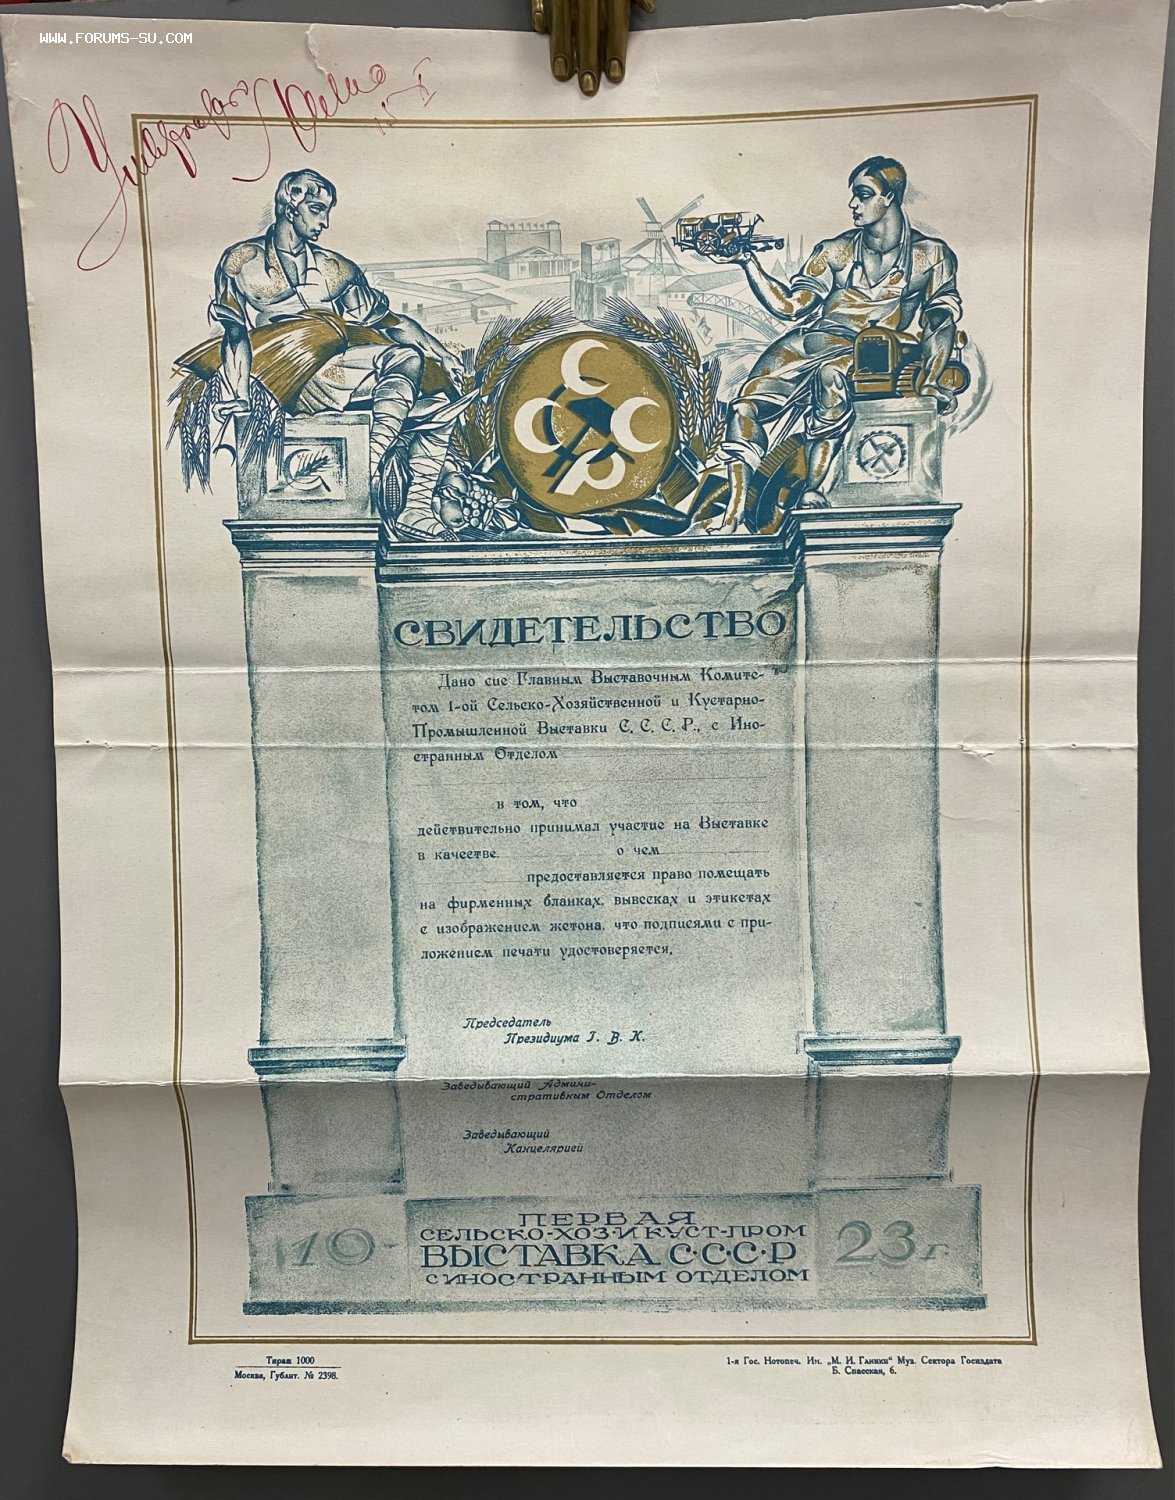 WWW.FORUMS-SU.COM
С С С Р
СВИДЕТЕЛЬСТВО
Дано сие Главным Выставочным Комите-
том 1-ой Сельско-Хозяйственной и Кустарно-
Промышленной Выставки С. С. С. Р., с Ино-
странным Отделом
в том, что
действительно принимал участие на Выставке
в качестве о чем
предоставляется право помещать
на фирменных бланках, вывесках и этикетах
с изображением жетона, что подписями с при-
ложением печати удостоверяется.
Председатель
Президиума Г. В. К.
Заведывающий Админи-
стративным Отделом
Заведывающий
Канцелярией
ПЕРВАЯ
СЕЛЬСКО-ХОЗ-И КУСТ-ПРОМ
ВЫСТАВКА С·С·С·Р
С ИНОСТРАННЫМ ОТДЕЛОМ
19 23 г.
Тираж 1000
Москва, Гублит. № 2398.
1-я Гос. Нотопеч. Им. „М. И. Глинки“ Муз. Сектора Госиздата
Б. Спасская, 6.